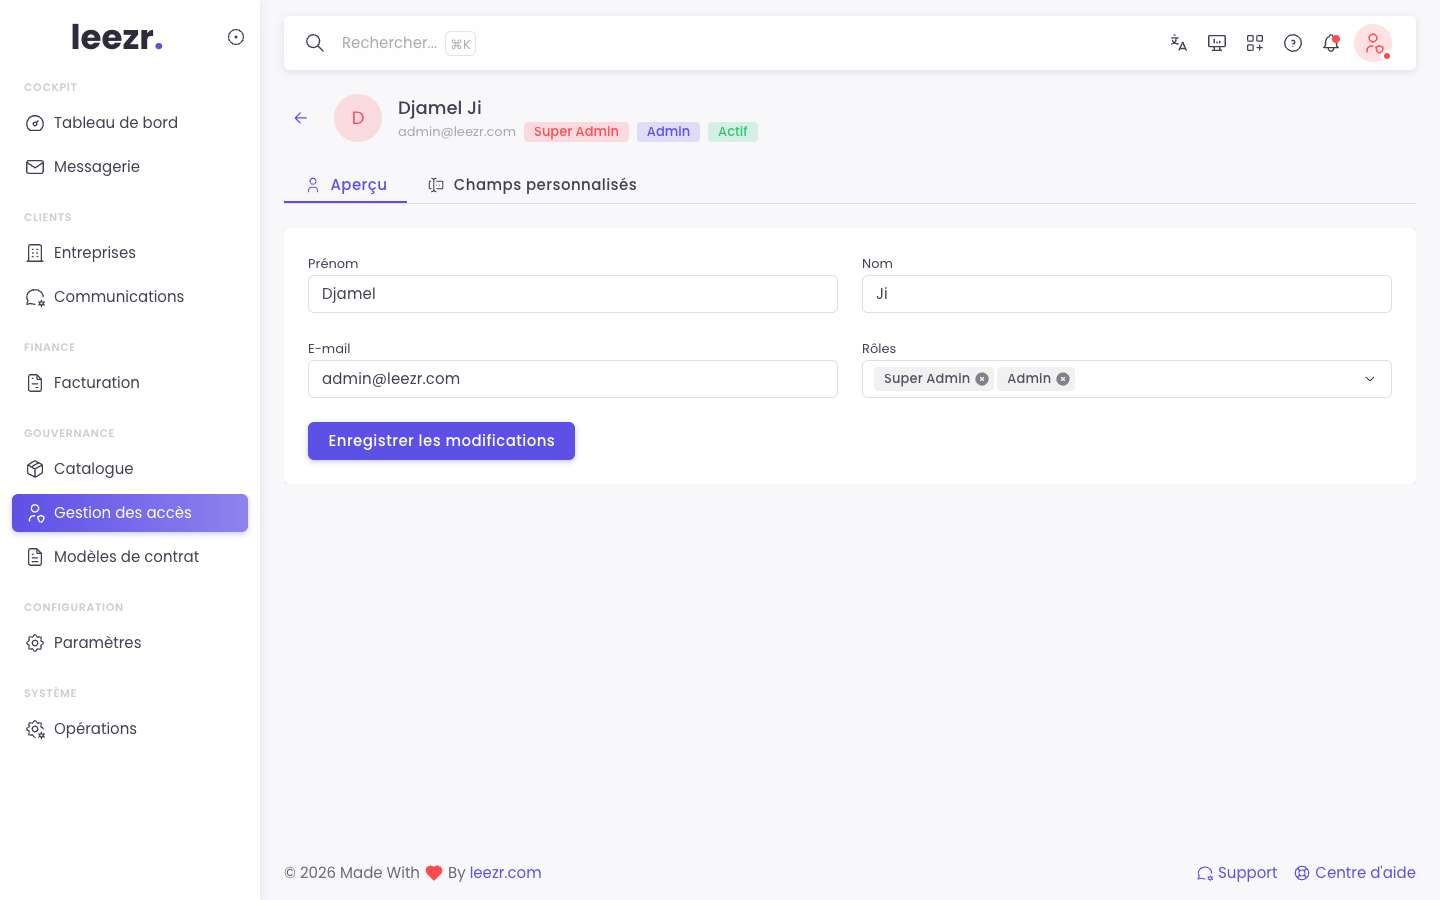 leezr.
COCKPIT
Tableau de bord
Messagerie
CLIENTS
Entreprises
Communications
FINANCE
Facturation
GOUVERNANCE
Catalogue
Gestion des accès
Modèles de contrat
CONFIGURATION
Paramètres
SYSTÈME
Opérations
Rechercher... ⌘K
D
Djamel Ji
admin@leezr.com Super Admin Admin Actif
Aperçu Champs personnalisés
Prénom Nom
Djamel Ji
E-mail Rôles
admin@leezr.com Super Admin Admin
Enregistrer les modifications
© 2026 Made With By leezr.com Support Centre d'aide